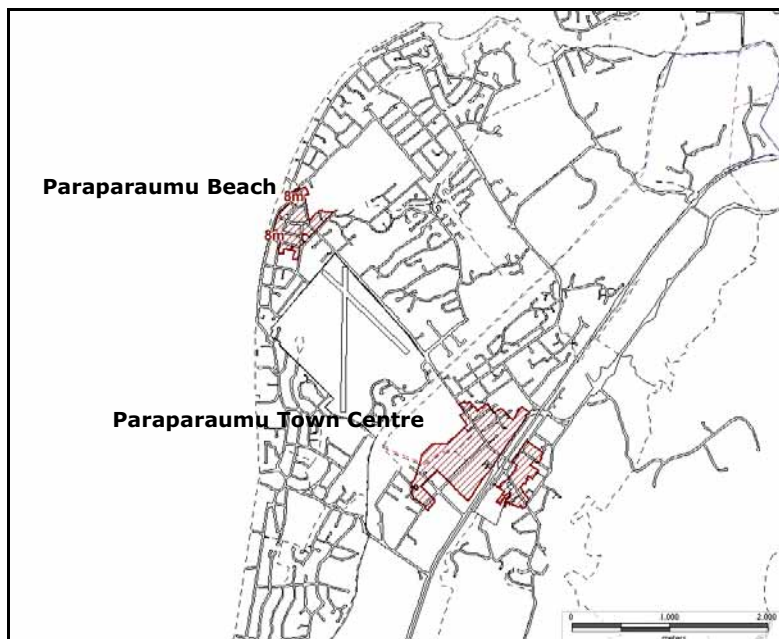 Paraparaumu Beach
8m
8m
Paraparaumu Town Centre
0 1,000 2,000
meters